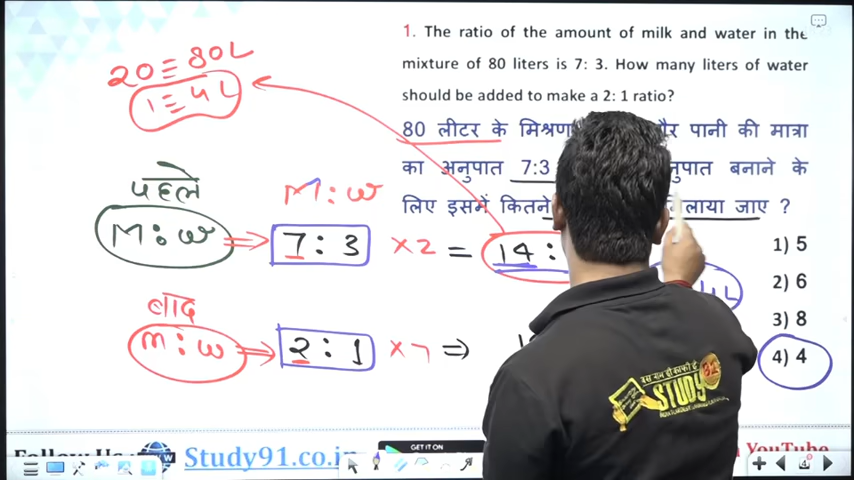 1. The ratio of the amount of milk and water in the
mixture of 80 liters is 7: 3. How many liters of water
should be added to make a 2: 1 ratio?
80 लीटर के मिश्रण और पानी की मात्रा
का अनुपात 7:3 अनुपात बनाने के
लिए इसमें कितने मिलाया जाए ?
1) 5
2) 6
3) 8
4) 4
20 ≡ 80L
1 ≡ 4L
पहले
M : W
M : W ⇒ 7 : 3 ×2 = 14 :
4L
बाद
M : W ⇒ 2 : 1 ×7 ⇒
STUDY
Study91.co.in
GET IT ON
YouTube